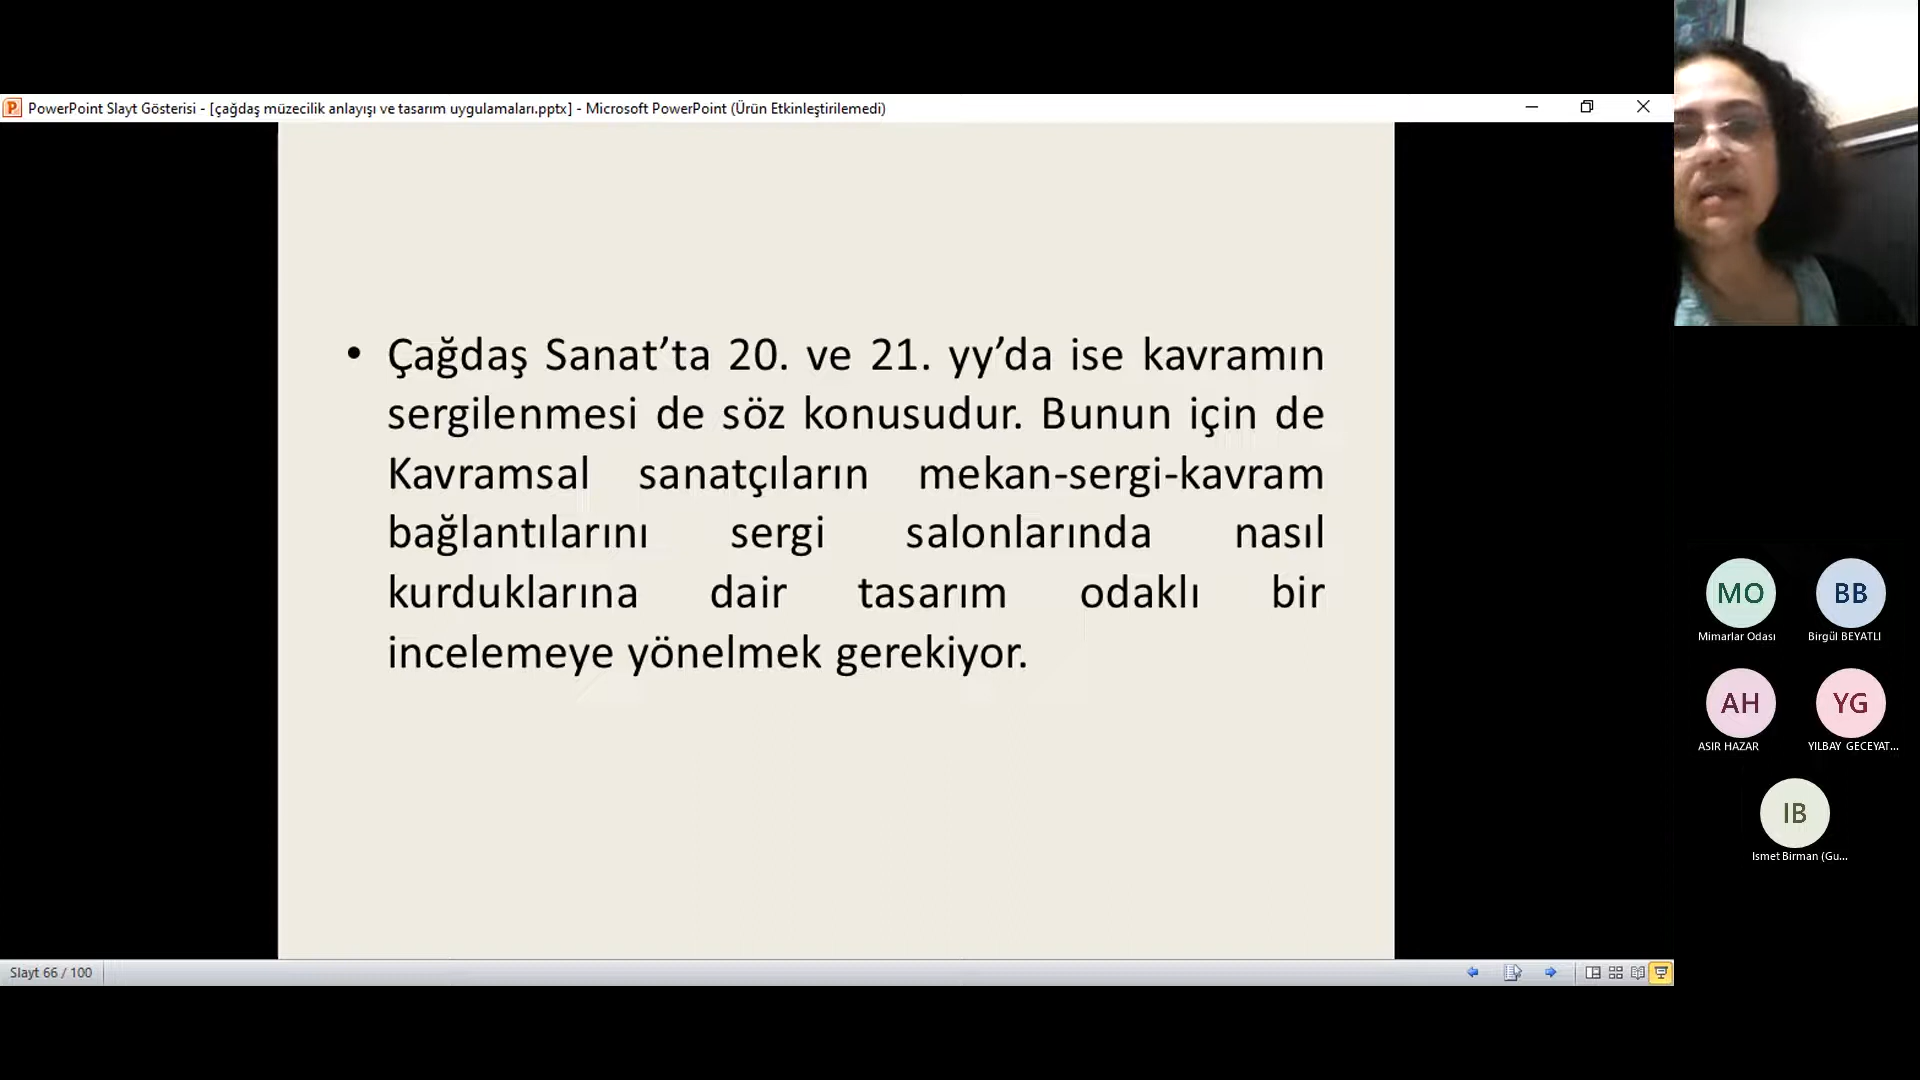 PowerPoint Slayt Gösterisi - [çağdaş müzecilik anlayışı ve tasarım uygulamaları.pptx] - Microsoft PowerPoint (Ürün Etkinleştirilemedi)
• Çağdaş Sanat’ta 20. ve 21. yy’da ise kavramın
sergilenmesi de söz konusudur. Bunun için de
Kavramsal sanatçıların mekan-sergi-kavram
bağlantılarını sergi salonlarında nasıl
kurduklarına dair tasarım odaklı bir
incelemeye yönelmek gerekiyor.
MO
BB
Mimarlar Odası
Birgül BEYATLI
AH
YG
ASIR HAZAR
YILBAY GECEYAT...
IB
Ismet Birman (Gu...
Slayt 66 / 100